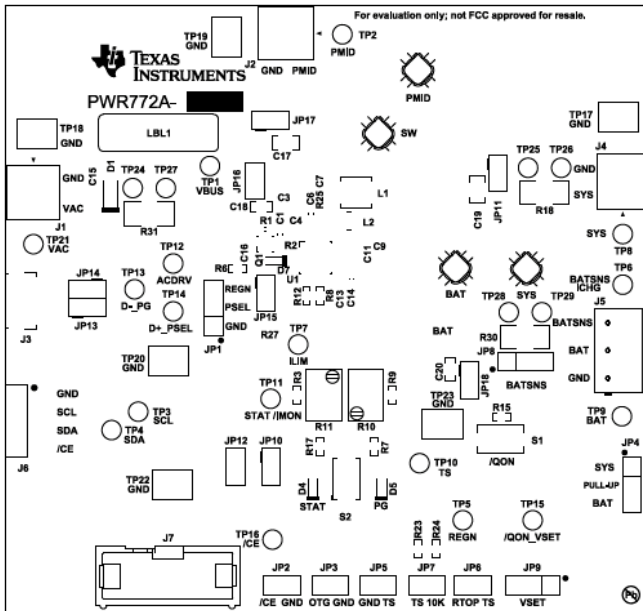 For evaluation only; not FCC approved for resale.
TP19
GND
J2
GND PMID
TP2
PMID
TEXAS
INSTRUMENTS
PMID
PWR772A-
TP18
GND
LBL1
JP17
C17
SW
TP17
GND
GND
VAC
J1
C15
D1
TP24
TP27
TP1
VBUS
JP16
C18
C3
R1
C1
C4
C6
R25
C7
L1
L2
C19
JP11
TP25
TP26
GND
SYS
R18
J4
TP21
VAC
R31
TP12
ACDRV
R6
C16
Q1
R2
D7
U1
C11
C9
SYS
TP8
BAT
SYS
TP6
BATSNS
/ICHG
JP14
JP13
J3
TP13
D-_PG
TP14
D+_PSEL
REGN
PSEL
GND
JP1
JP15
R27
R12
R8
C13
C14
TP28
TP29
J5
BATSNS
BAT
GND
BAT
R30
JP8
BATSNS
TP7
ILIM
TP20
GND
C20
JP18
TP23
GND
R3
R11
R10
R9
TP11
STAT /IMON
R15
S1
/QON
TP9
BAT
GND
SCL
SDA
/CE
J6
TP3
SCL
TP4
SDA
JP12
JP10
R17
R7
TP10
TS
JP4
SYS
PULL-UP
BAT
TP22
GND
D4
STAT
S2
D5
PG
TP5
REGN
TP15
/QON_VSET
J7
TP16
/CE
R23
R24
JP2
/CE GND
JP3
OTG GND
JP5
GND TS
JP7
TS 10K
JP6
RTOP TS
JP9
VSET
Pb